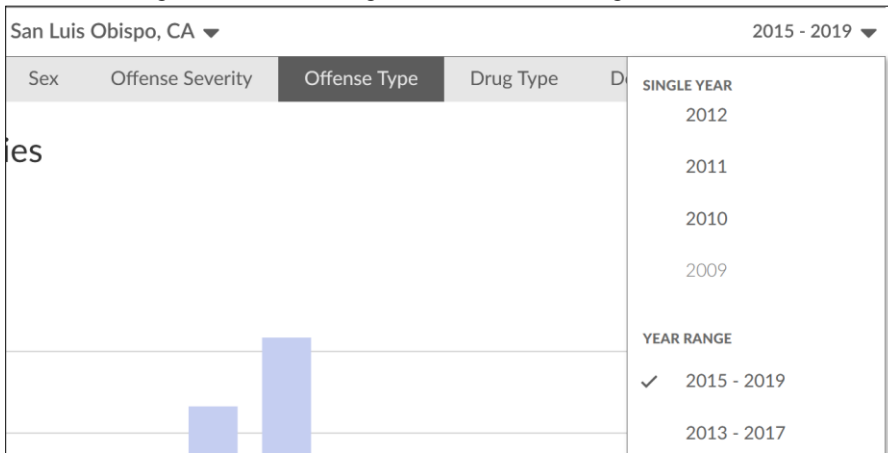 San Luis Obispo, CA
2015 - 2019
Sex Offense Severity Offense Type Drug Type
SINGLE YEAR
2012
ies
2011
2010
2009
YEAR RANGE
2015 - 2019
2013 - 2017